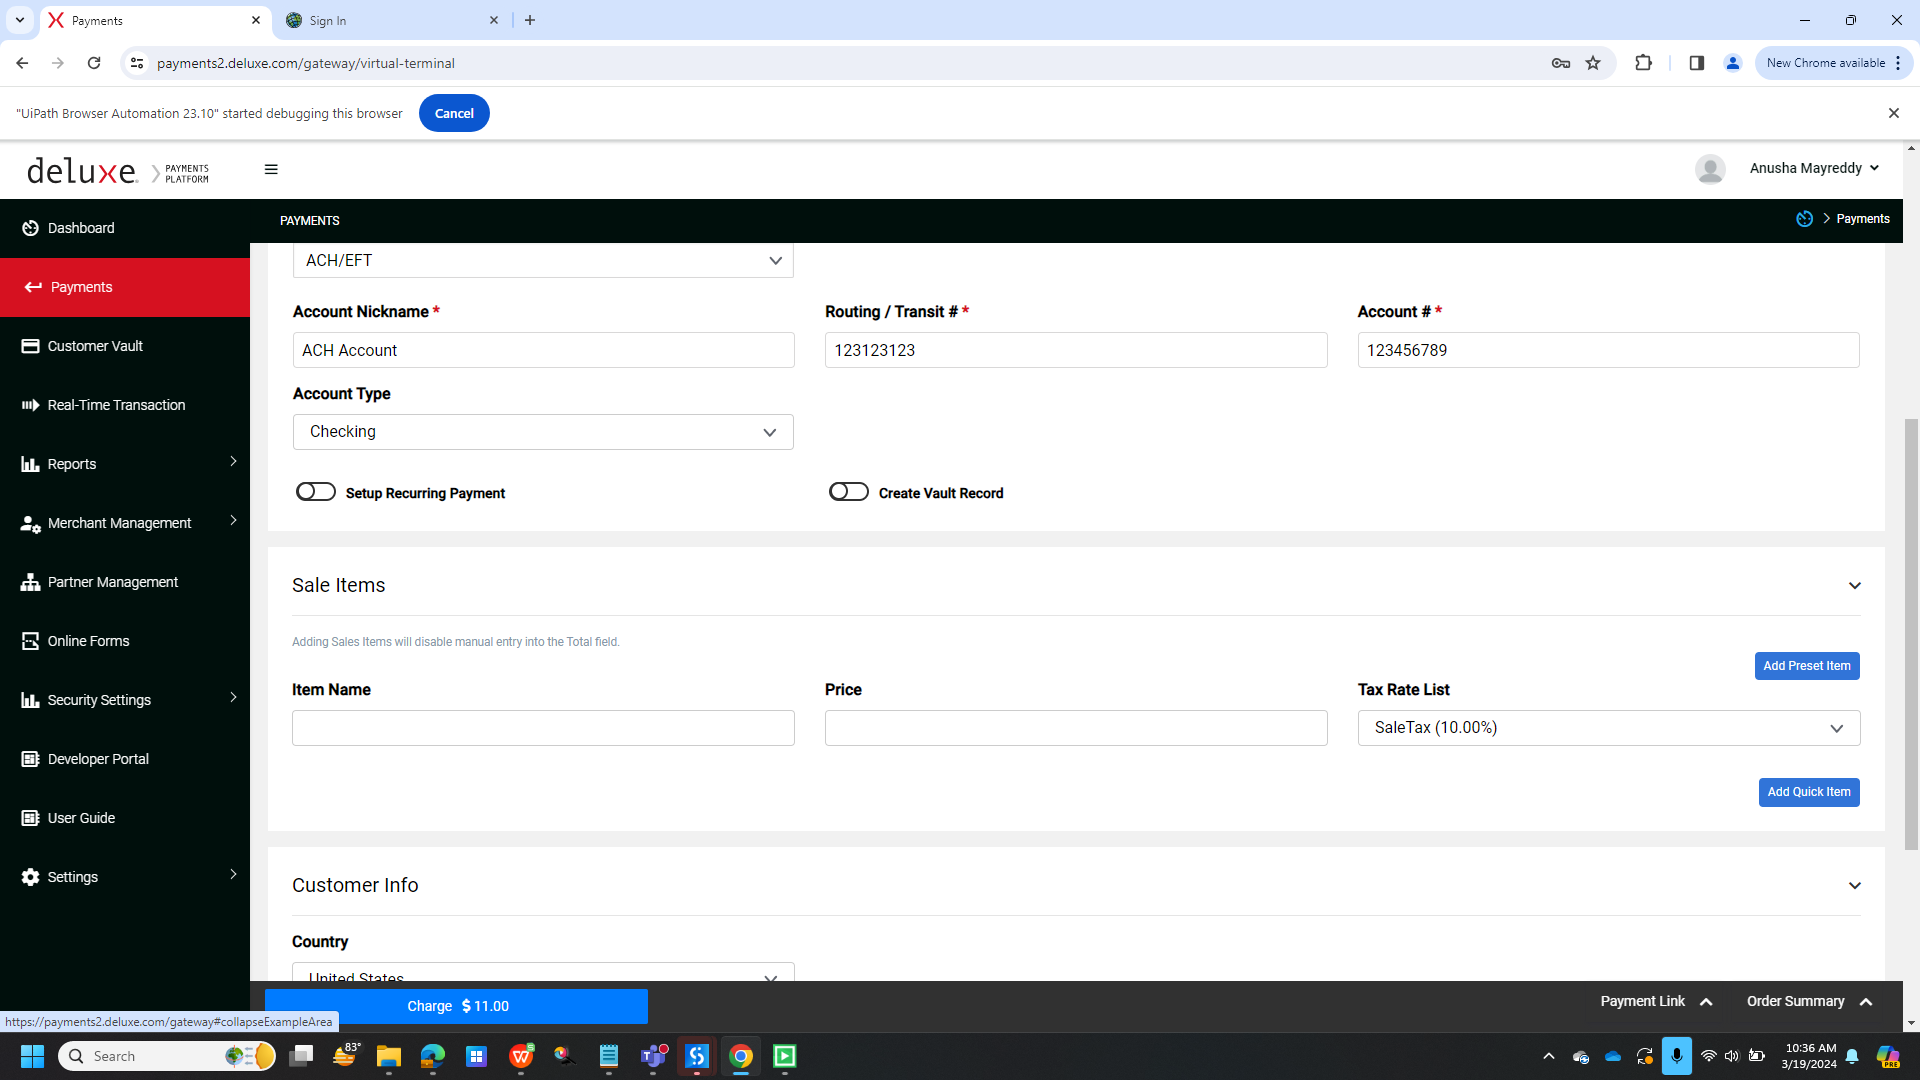 Payments
Sign In
payments2.deluxe.com/gateway/virtual-terminal
New Chrome available
"UiPath Browser Automation 23.10" started debugging this browser
Cancel
deluxe.
PAYMENTS
PLATFORM
Anusha Mayreddy
Dashboard
PAYMENTS
Payments
Payments
Customer Vault
Real-Time Transaction
Reports
Merchant Management
Partner Management
Online Forms
Security Settings
Developer Portal
User Guide
Settings
ACH/EFT
Account Nickname *
Routing / Transit # *
Account # *
ACH Account
123123123
123456789
Account Type
Checking
Setup Recurring Payment
Create Vault Record
Sale Items
Adding Sales Items will disable manual entry into the Total field.
Add Preset Item
Item Name
Price
Tax Rate List
SaleTax (10.00%)
Add Quick Item
Customer Info
Country
United States
Charge $ 11.00
Payment Link
Order Summary
https://payments2.deluxe.com/gateway#collapseExampleArea
Search
83°
10:36 AM
3/19/2024
PRE